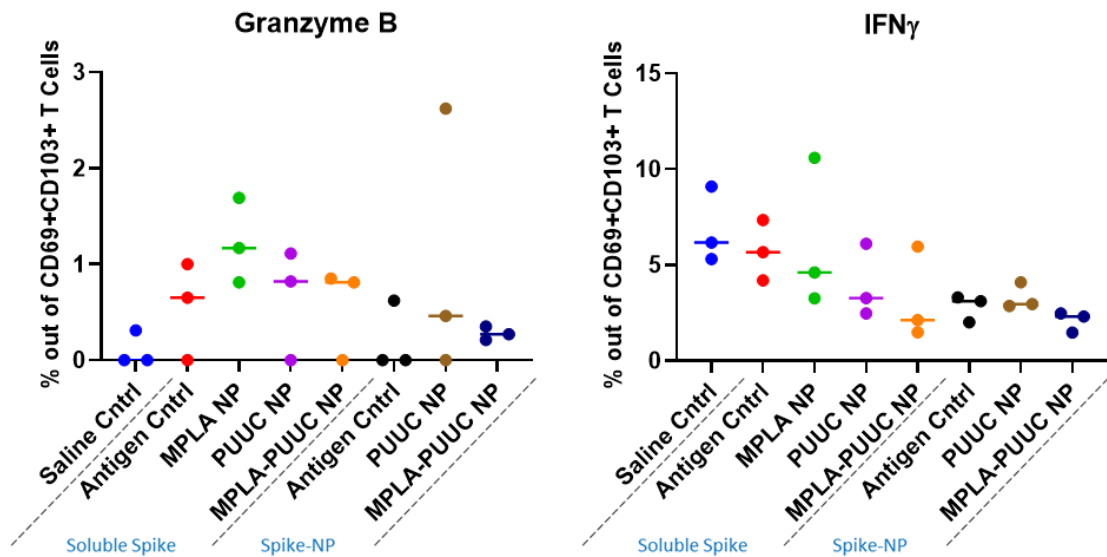 Granzyme B
% out of CD69+CD103+ T Cells
3
2
1
0
Saline Cntrl
Antigen Cntrl
MPLA NP
PUUC NP
MPLA-PUUC NP
Antigen Cntrl
PUUC NP
MPLA-PUUC NP
Soluble Spike
Spike-NP
IFNγ
% out of CD69+CD103+ T Cells
15
10
5
0
Saline Cntrl
Antigen Cntrl
MPLA NP
PUUC NP
MPLA-PUUC NP
Antigen Cntrl
PUUC NP
MPLA-PUUC NP
Soluble Spike
Spike-NP